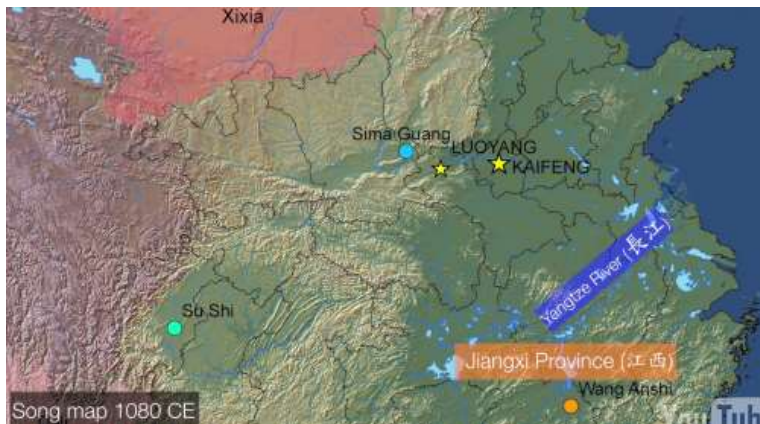 Xixia
Sima Guang
LUOYANG
KAIFENG
Yangtze River (長江)
Su Shi
Jiangxi Province (江西)
Wang Anshi
Song map 1080 CE
YouTub